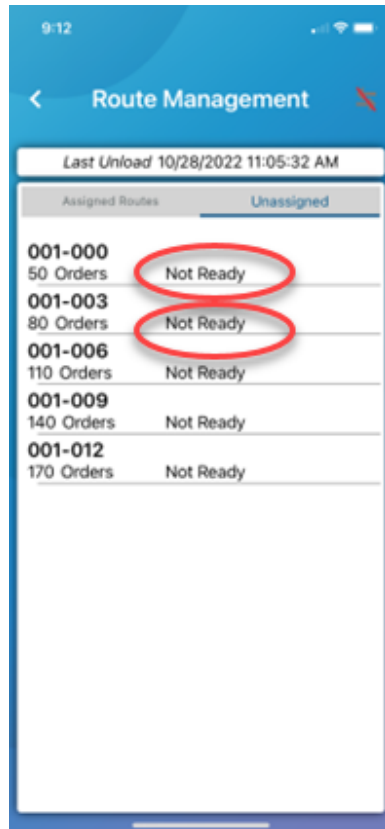 9:12
Route Management
Last Unload 10/28/2022 11:05:32 AM
Assigned Routes Unassigned
001-000
50 Orders Not Ready
001-003
80 Orders Not Ready
001-006
110 Orders Not Ready
001-009
140 Orders Not Ready
001-012
170 Orders Not Ready